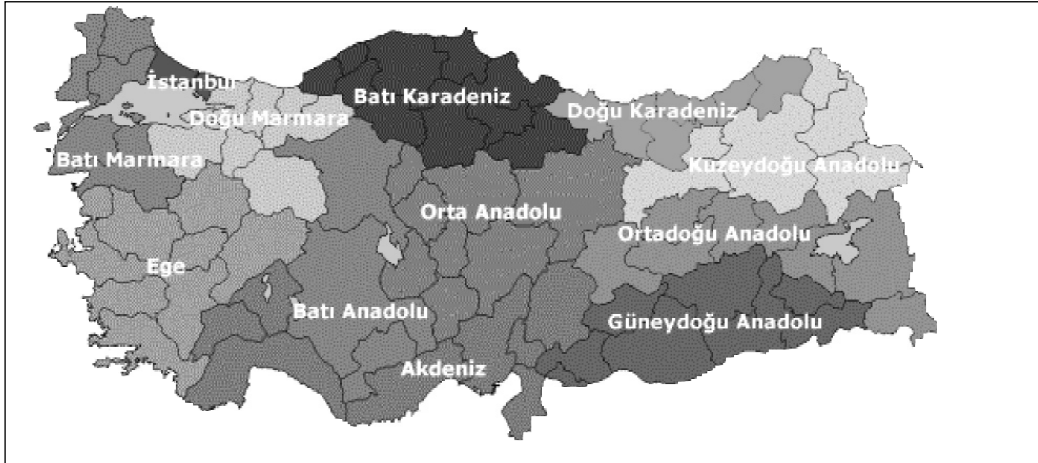 İstanbul
Batı Karadeniz
Doğu Karadeniz
Doğu Marmara
Batı Marmara
Kuzeydoğu Anadolu
Orta Anadolu
Ortadoğu Anadolu
Ege
Batı Anadolu
Güneydoğu Anadolu
Akdeniz